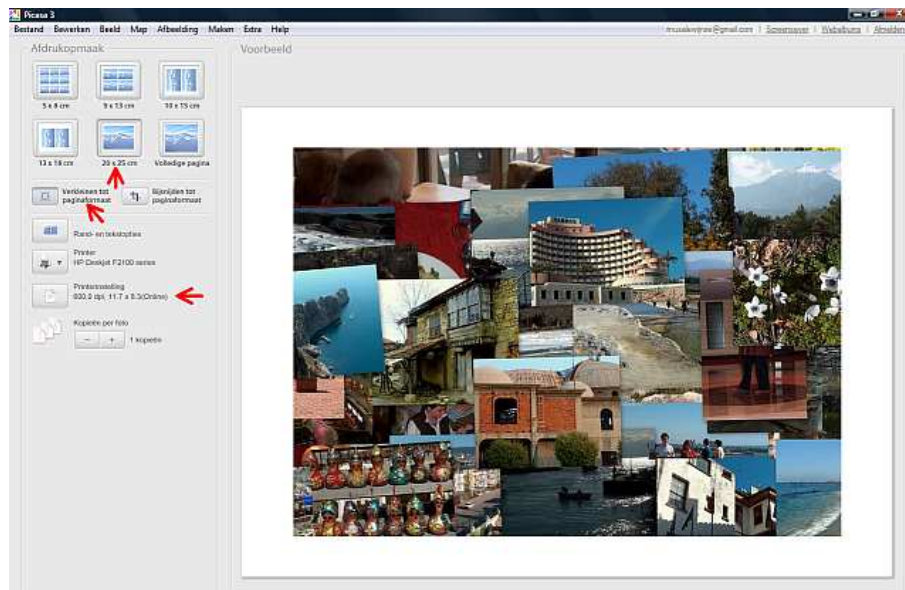 Picasa 3
Bestand Bewerken Beeld Map Afbeelding Maken Extra Help
Screensaver | Webalbums | Afmelden
Afdrukopmaak
Voorbeeld
5 x 8 cm
9 x 13 cm
10 x 15 cm
13 x 18 cm
20 x 25 cm
Volledige pagina
Verkleinen tot
paginaformaat
Bijsnijden tot
paginaformaat
Rand- en tekstopties
Printer
HP Deskjet F2100 series
Printerinstelling
600.0 dpi, 11.7 x 8.3(Online)
Kopieën per foto
- + 1 kopieën